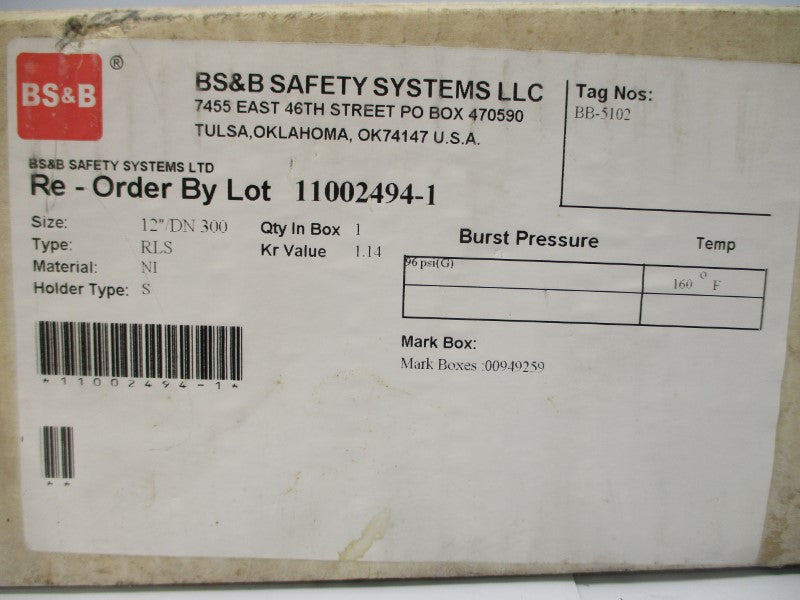 BS&B ®
BS&B SAFETY SYSTEMS LLC
7455 EAST 46TH STREET PO BOX 470590
TULSA,OKLAHOMA, OK74147 U.S.A.
Tag Nos:
BB-5102
BS&B SAFETY SYSTEMS LTD
Re - Order By Lot 11002494-1
Size: 12"/DN 300
Type: RLS
Material: NI
Holder Type: S
Qty In Box 1
Kr Value 1.14
Burst Pressure Temp
96 psi(G) 160 ° F
Mark Box:
Mark Boxes :00949259
*11002494-1*
**